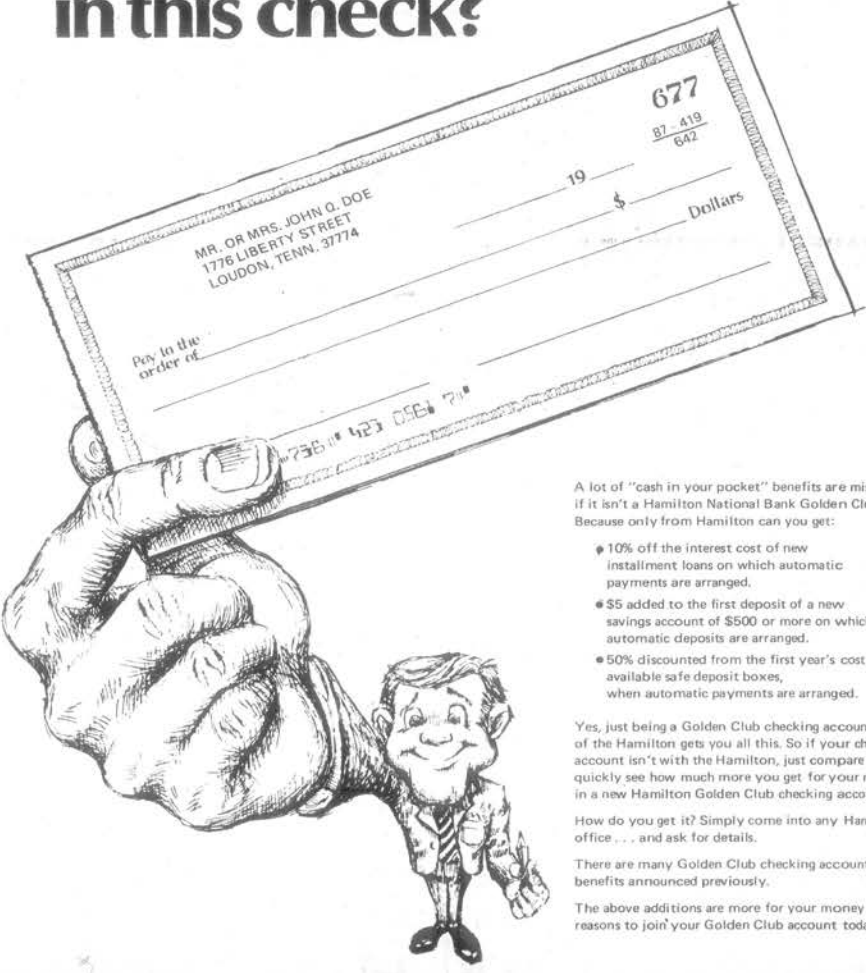 in this check?
677
87-419
642
19
MR. OR MRS. JOHN Q. DOE
1776 LIBERTY STREET
LOUDON, TENN. 37774
$
Dollars
Pay to the
order of
A lot of "cash in your pocket" benefits are
if it isn't a Hamilton National Bank Golden
Because only from Hamilton can you get:
• 10% off the interest cost of new
installment loans on which automatic
payments are arranged.
• $5 added to the first deposit of a new
savings account of $500 or more on
automatic deposits are arranged.
• 50% discounted from the first year's cost
available safe deposit boxes,
when automatic payments are arranged.
Yes, just being a Golden Club checking
of the Hamilton gets you all this. So if your
account isn't with the Hamilton, just compare
quickly see how much more you get for your
in a new Hamilton Golden Club checking
How do you get it? Simply come into any
office . . . and ask for details.
There are many Golden Club checking
benefits announced previously.
The above additions are more for your money
reasons to join your Golden Club account